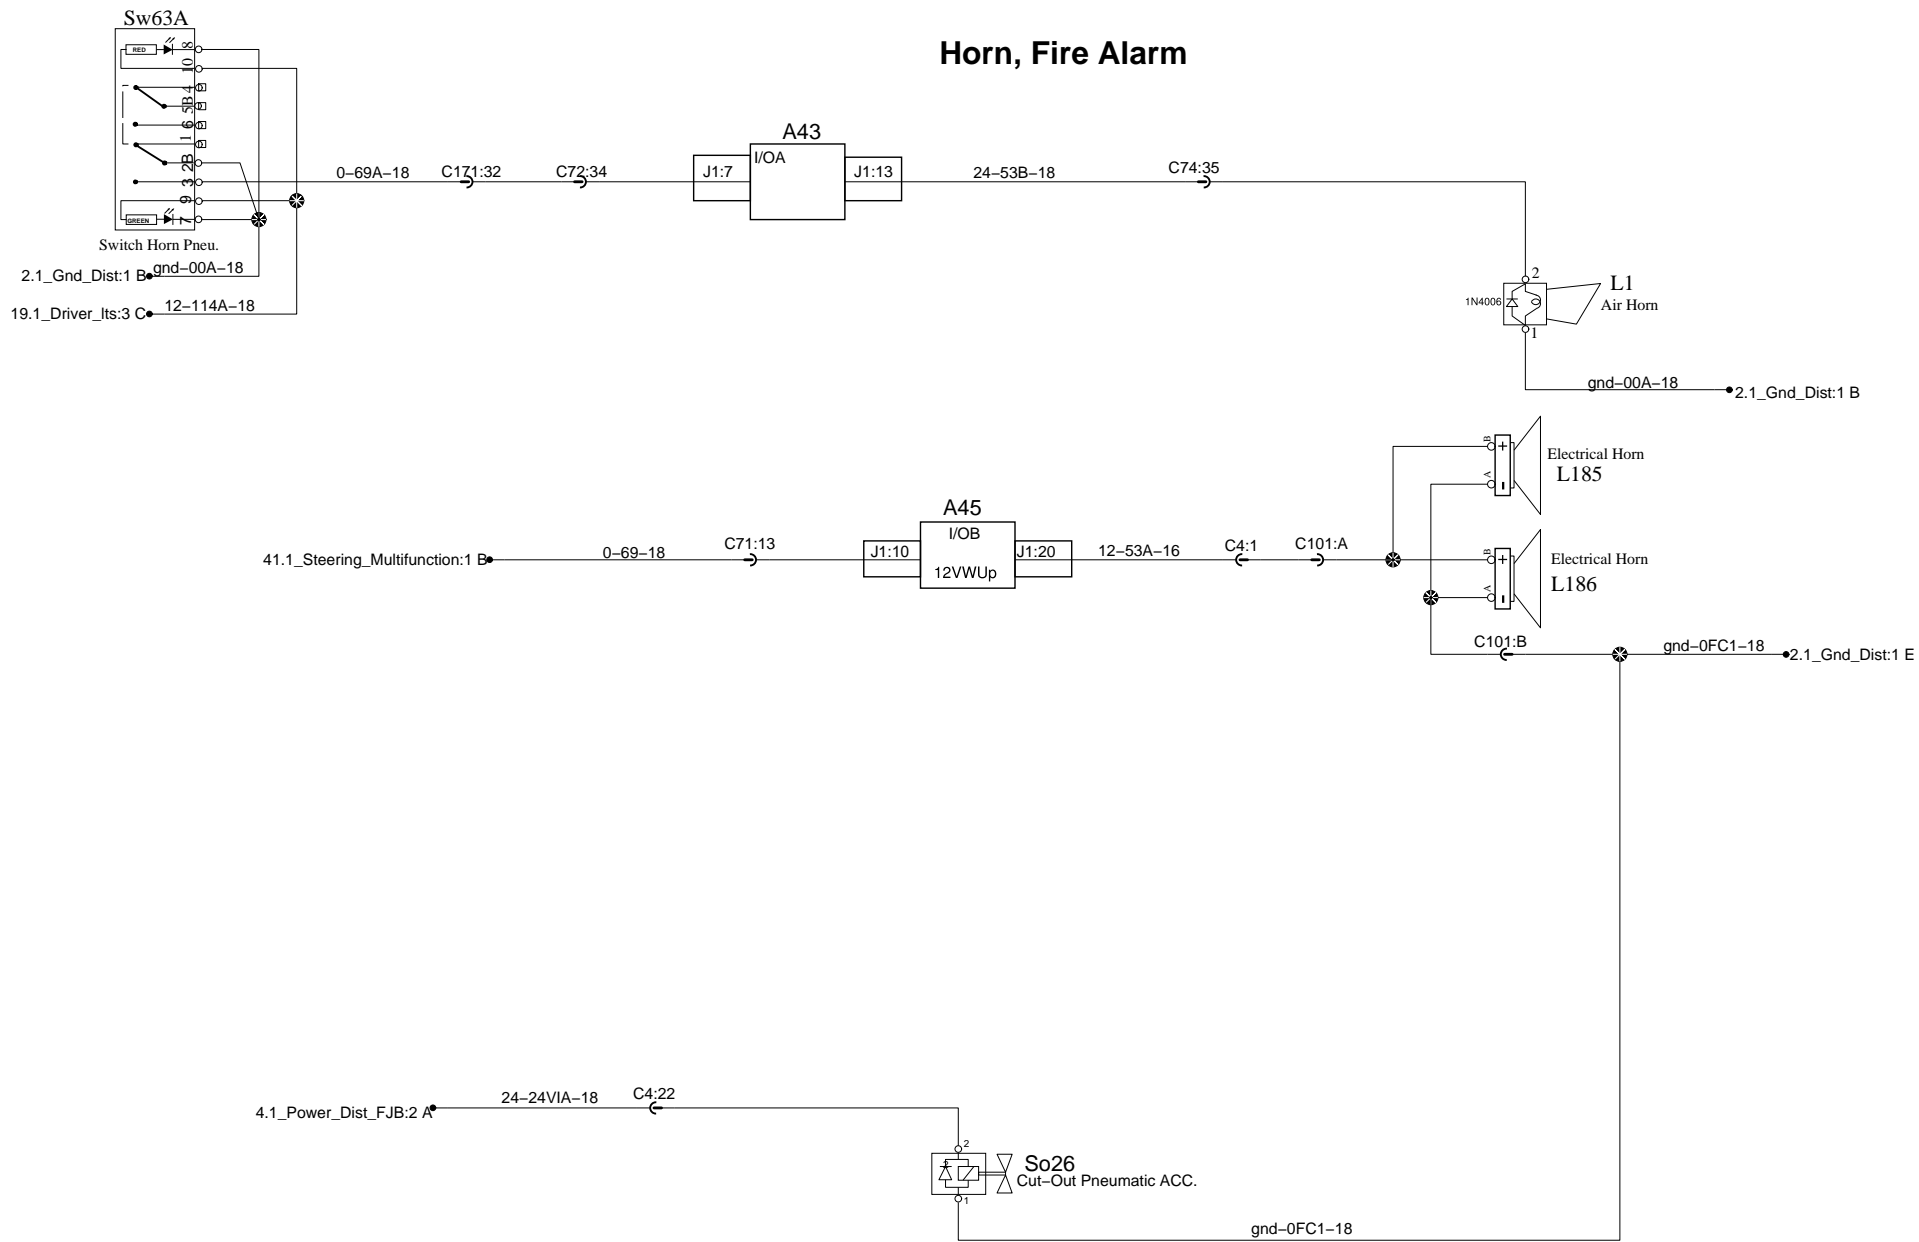 Horn, Fire Alarm
Sw63A
RED
8
10
4
5B
6
1
2B
3
9
7
GREEN
Switch Horn Pneu.
2.1_Gnd_Dist:1 B
gnd-00A-18
19.1_Driver_lts:3 C
12-114A-18
0-69A-18
C171:32
C72:34
J1:7
A43
I/OA
J1:13
24-53B-18
C74:35
2
L1
1N4006
Air Horn
1
gnd-00A-18
2.1_Gnd_Dist:1 B
B
+
Electrical Horn
A
L185
-
41.1_Steering_Multifunction:1 B
0-69-18
C71:13
J1:10
A45
I/OB
12VWUp
J1:20
12-53A-16
C4:1
C101:A
B
+
Electrical Horn
A
L186
-
C101:B
gnd-0FC1-18
2.1_Gnd_Dist:1 E
4.1_Power_Dist_FJB:2 A
24-24VIA-18
C4:22
2
So26
Cut-Out Pneumatic ACC.
1
gnd-0FC1-18